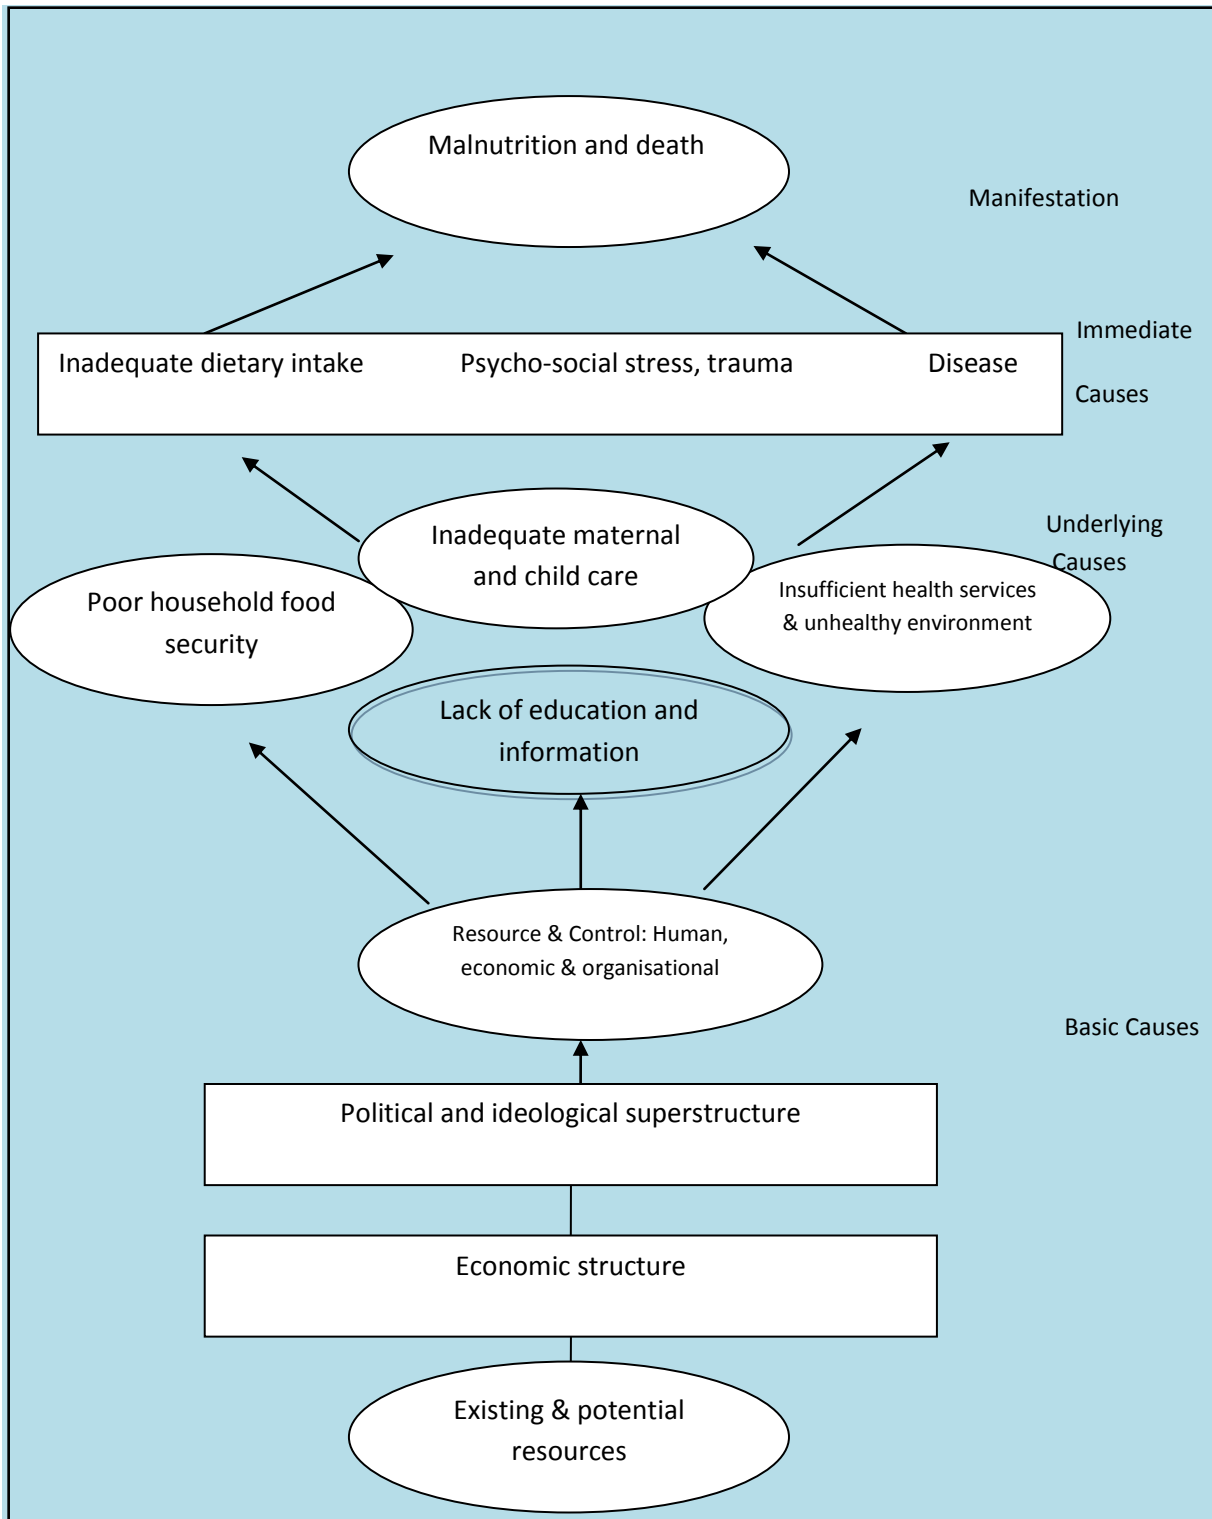 Malnutrition and death
Manifestation
Immediate
Inadequate dietary intake
Psycho-social stress, trauma
Disease
Causes
Inadequate maternal
and child care
Underlying
Causes
Poor household food
security
Insufficient health services
& unhealthy environment
Lack of education and
information
Resource & Control: Human,
economic & organisational
Basic Causes
Political and ideological superstructure
Economic structure
Existing & potential
resources